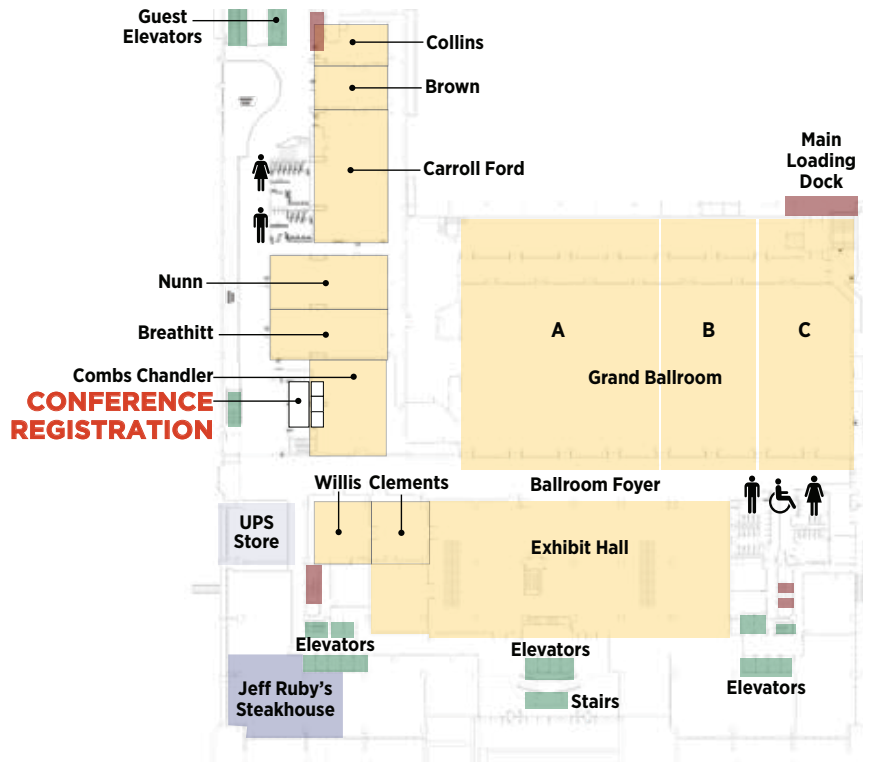 Guest
Elevators
Collins
Brown
Carroll Ford
Main
Loading
Dock
Nunn
Breathitt
Combs Chandler
CONFERENCE
REGISTRATION
A
B
C
Grand Ballroom
Willis
Clements
Ballroom Foyer
UPS
Store
Exhibit Hall
Elevators
Elevators
Elevators
Jeff Ruby’s
Steakhouse
Stairs